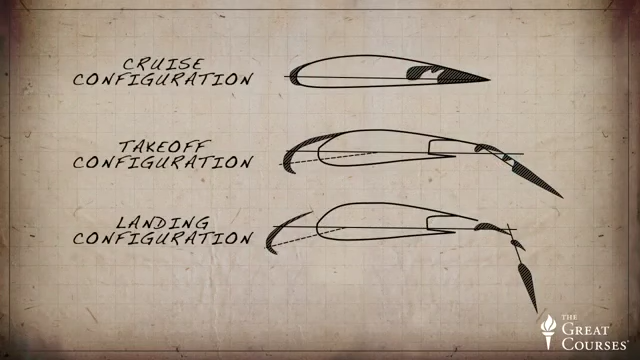 CRUISE
CONFIGURATION
TAKEOFF
CONFIGURATION
LANDING
CONFIGURATION
THE
GREAT
COURSES